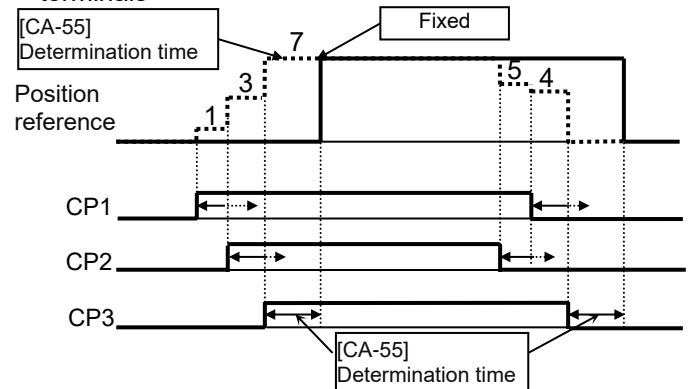 terminals
[CA-55]
Determination time
Fixed
7
3
5
4
1
Position
reference
CP1
CP2
CP3
[CA-55]
Determination time